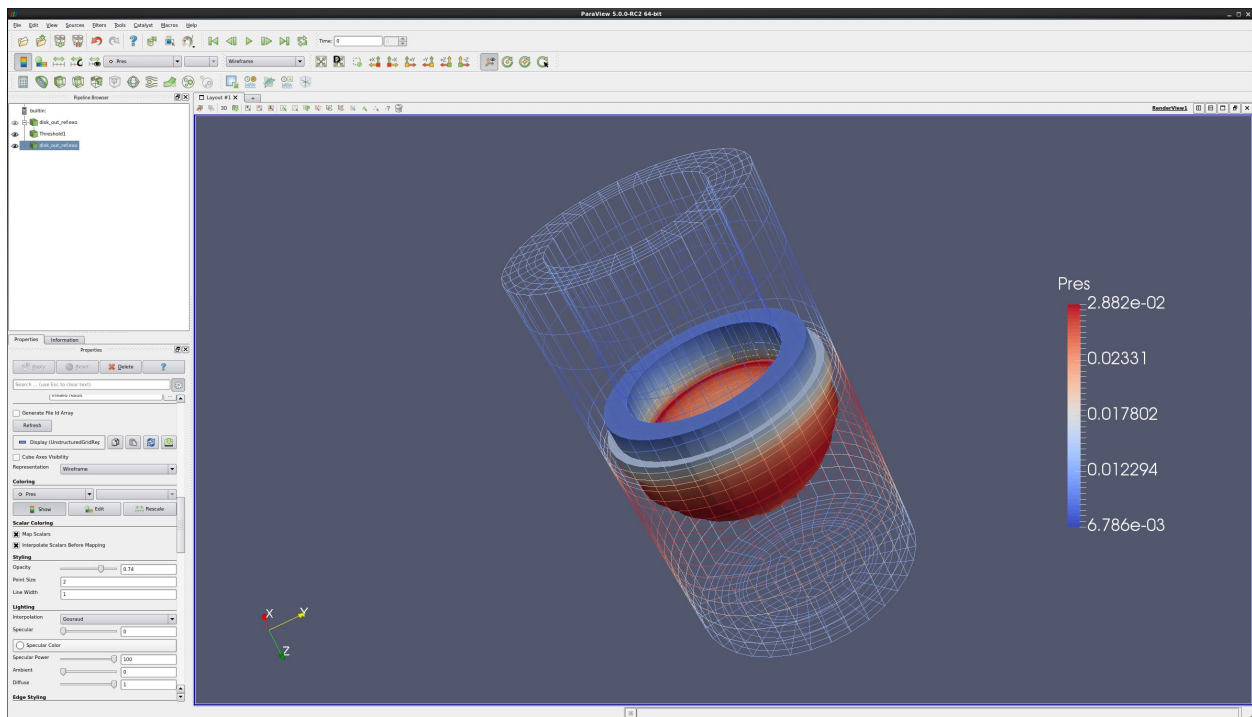 ParaView 5.0.0-RC2 64-bit
File Edit View Sources Filters Tools Catalyst Macros Help
Time: 0
Pres
Wireframe
Pipeline Browser
Layout #1
builtin:
3D
RenderView1
disk_out_ref.exo
Threshold1
disk_out_ref.exo
Pres
2.882e-02
0.02331
0.017802
0.012294
6.786e-03
X
Y
Z
Properties Information
Properties
Apply Reset Delete ?
Search ... (use Esc to clear text)
Generate File Id Array
Refresh
Display (UnstructuredGridRep
Cube Axes Visibility
Representation Wireframe
Coloring
Pres
Show Edit Rescale
Scalar Coloring
Map Scalars
Interpolate Scalars Before Mapping
Styling
Opacity 0.74
Point Size 2
Line Width 1
Lighting
Interpolation Gouraud
Specular 0
Specular Color
Specular Power 100
Ambient 0
Diffuse 1
Edge Styling